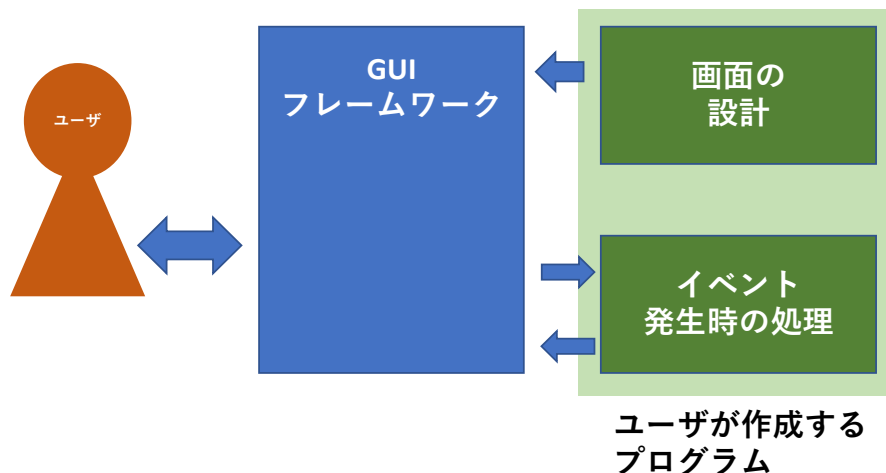 ユーザ
GUI
フレームワーク
画面の
設計
イベント
発生時の処理
ユーザが作成する
プログラム